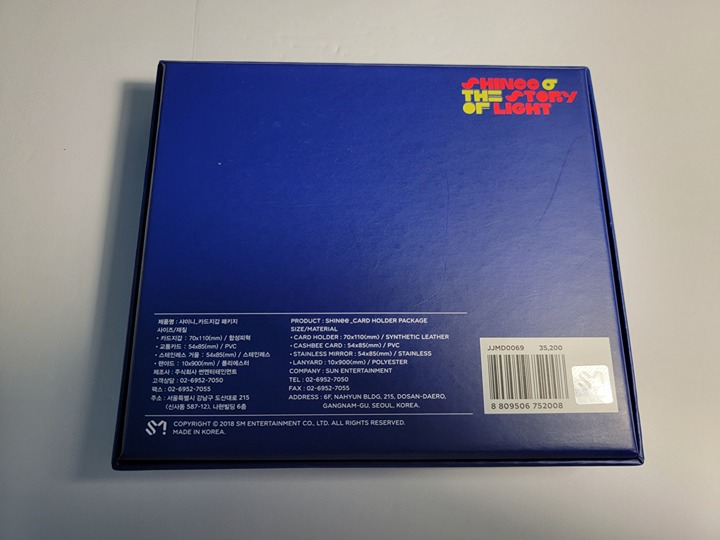 SHINee 6
THE STORY
OF LIGHT
제품명 : 샤이니_카드지갑 패키지
사이즈/재질
• 카드지갑 : 70x110(mm) / 합성피혁
• 교통카드 : 54x85(mm) / PVC
• 스테인레스 거울 : 54x85(mm) / 스테인레스
• 랜야드 : 10x900(mm) / 폴리에스터
제조사 : 주식회사 썬엔터테인먼트
고객상담 : 02-6952-7050
팩스 : 02-6952-7055
주소 : 서울특별시 강남구 도산대로 215
(신사동 587-12), 나현빌딩 6층
PRODUCT : SHINee_CARD HOLDER PACKAGE
SIZE/MATERIAL
• CARD HOLDER : 70x110(mm) / SYNTHETIC LEATHER
• CASHBEE CARD : 54x85(mm) / PVC
• STAINLESS MIRROR : 54x85(mm) / STAINLESS
• LANYARD : 10x900(mm) / POLYESTER
COMPANY : SUN ENTERTAINMENT
TEL : 02-6952-7050
FAX : 02-6952-7055
ADDRESS : 6F, NAHYUN BLDG, 215, DOSAN-DAERO,
GANGNAM-GU, SEOUL, KOREA.
JJMD0069 35,200
8 809506 752008
SM COPYRIGHT © 2018 SM ENTERTAINMENT CO., LTD. ALL RIGHTS RESERVED.
MADE IN KOREA.